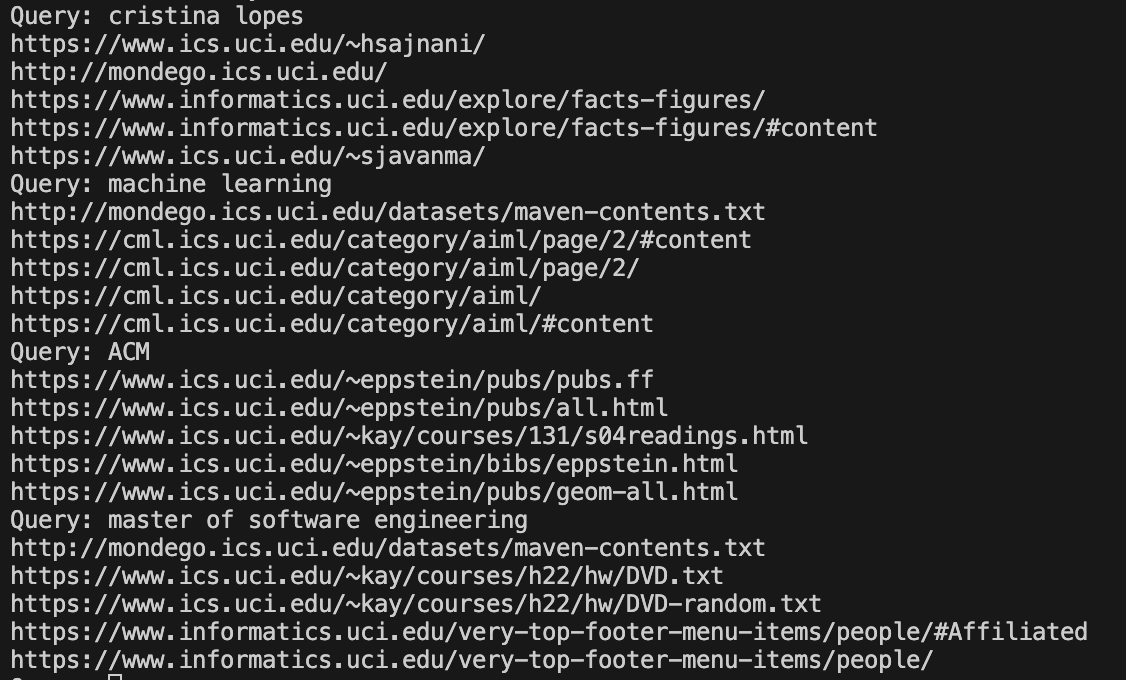 Query: cristina lopes
https://www.ics.uci.edu/~hsajnani/
http://mondego.ics.uci.edu/
https://www.informatics.uci.edu/explore/facts-figures/
https://www.informatics.uci.edu/explore/facts-figures/#content
https://www.ics.uci.edu/~sjavanma/
Query: machine learning
http://mondego.ics.uci.edu/datasets/maven-contents.txt
https://cml.ics.uci.edu/category/aiml/page/2/#content
https://cml.ics.uci.edu/category/aiml/page/2/
https://cml.ics.uci.edu/category/aiml/
https://cml.ics.uci.edu/category/aiml/#content
Query: ACM
https://www.ics.uci.edu/~eppstein/pubs/pubs.ff
https://www.ics.uci.edu/~eppstein/pubs/all.html
https://www.ics.uci.edu/~kay/courses/131/s04readings.html
https://www.ics.uci.edu/~eppstein/bibs/eppstein.html
https://www.ics.uci.edu/~eppstein/pubs/geom-all.html
Query: master of software engineering
http://mondego.ics.uci.edu/datasets/maven-contents.txt
https://www.ics.uci.edu/~kay/courses/h22/hw/DVD.txt
https://www.ics.uci.edu/~kay/courses/h22/hw/DVD-random.txt
https://www.informatics.uci.edu/very-top-footer-menu-items/people/#Affiliated
https://www.informatics.uci.edu/very-top-footer-menu-items/people/